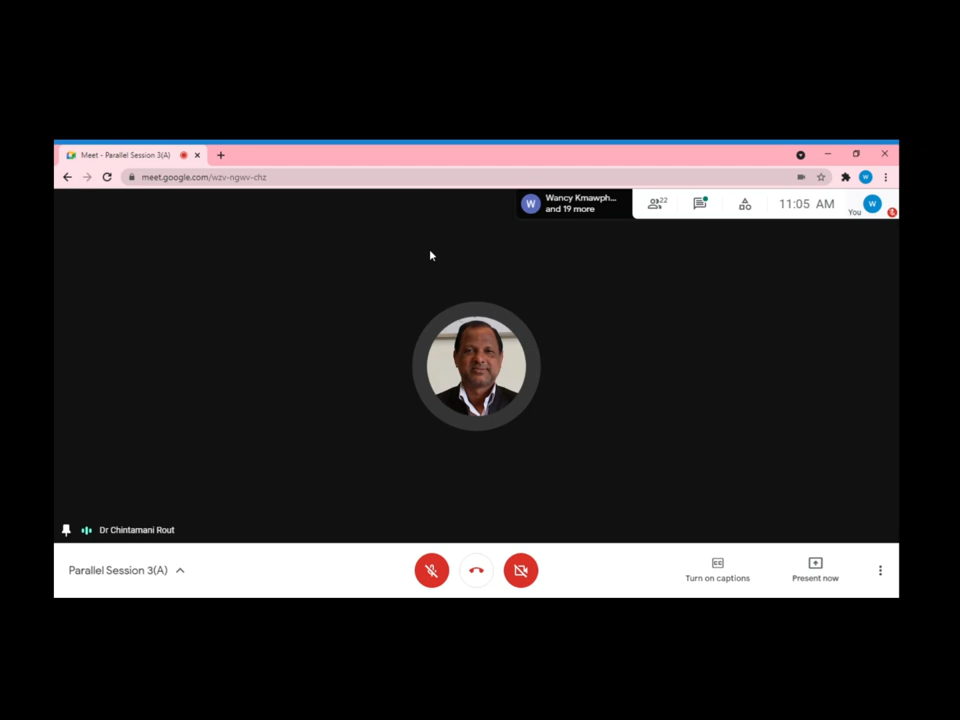 Meet - Parallel Session 3(A)
meet.google.com/wzv-ngwv-chz
W
W
Wancy Kmawph...
and 19 more
22
11:05 AM
You
W
Dr Chintamani Rout
Parallel Session 3(A)
CC
Turn on captions
Present now